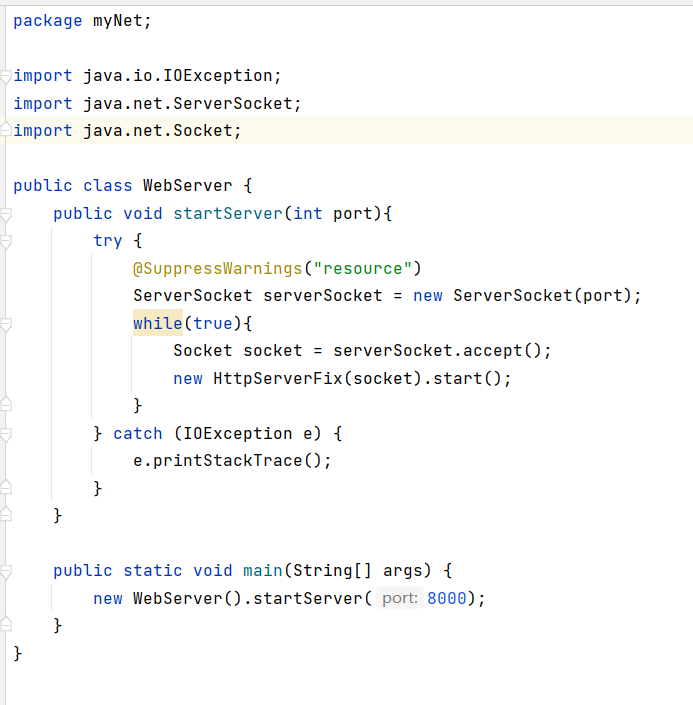 package myNet;
import java.io.IOException;
import java.net.ServerSocket;
import java.net.Socket;
public class WebServer {
    public void startServer(int port){
        try {
            @SuppressWarnings("resource")
            ServerSocket serverSocket = new ServerSocket(port);
            while(true){
                Socket socket = serverSocket.accept();
                new HttpServerFix(socket).start();
            }
        } catch (IOException e) {
            e.printStackTrace();
        }
    }
    public static void main(String[] args) {
        new WebServer().startServer( port: 8000);
    }
}